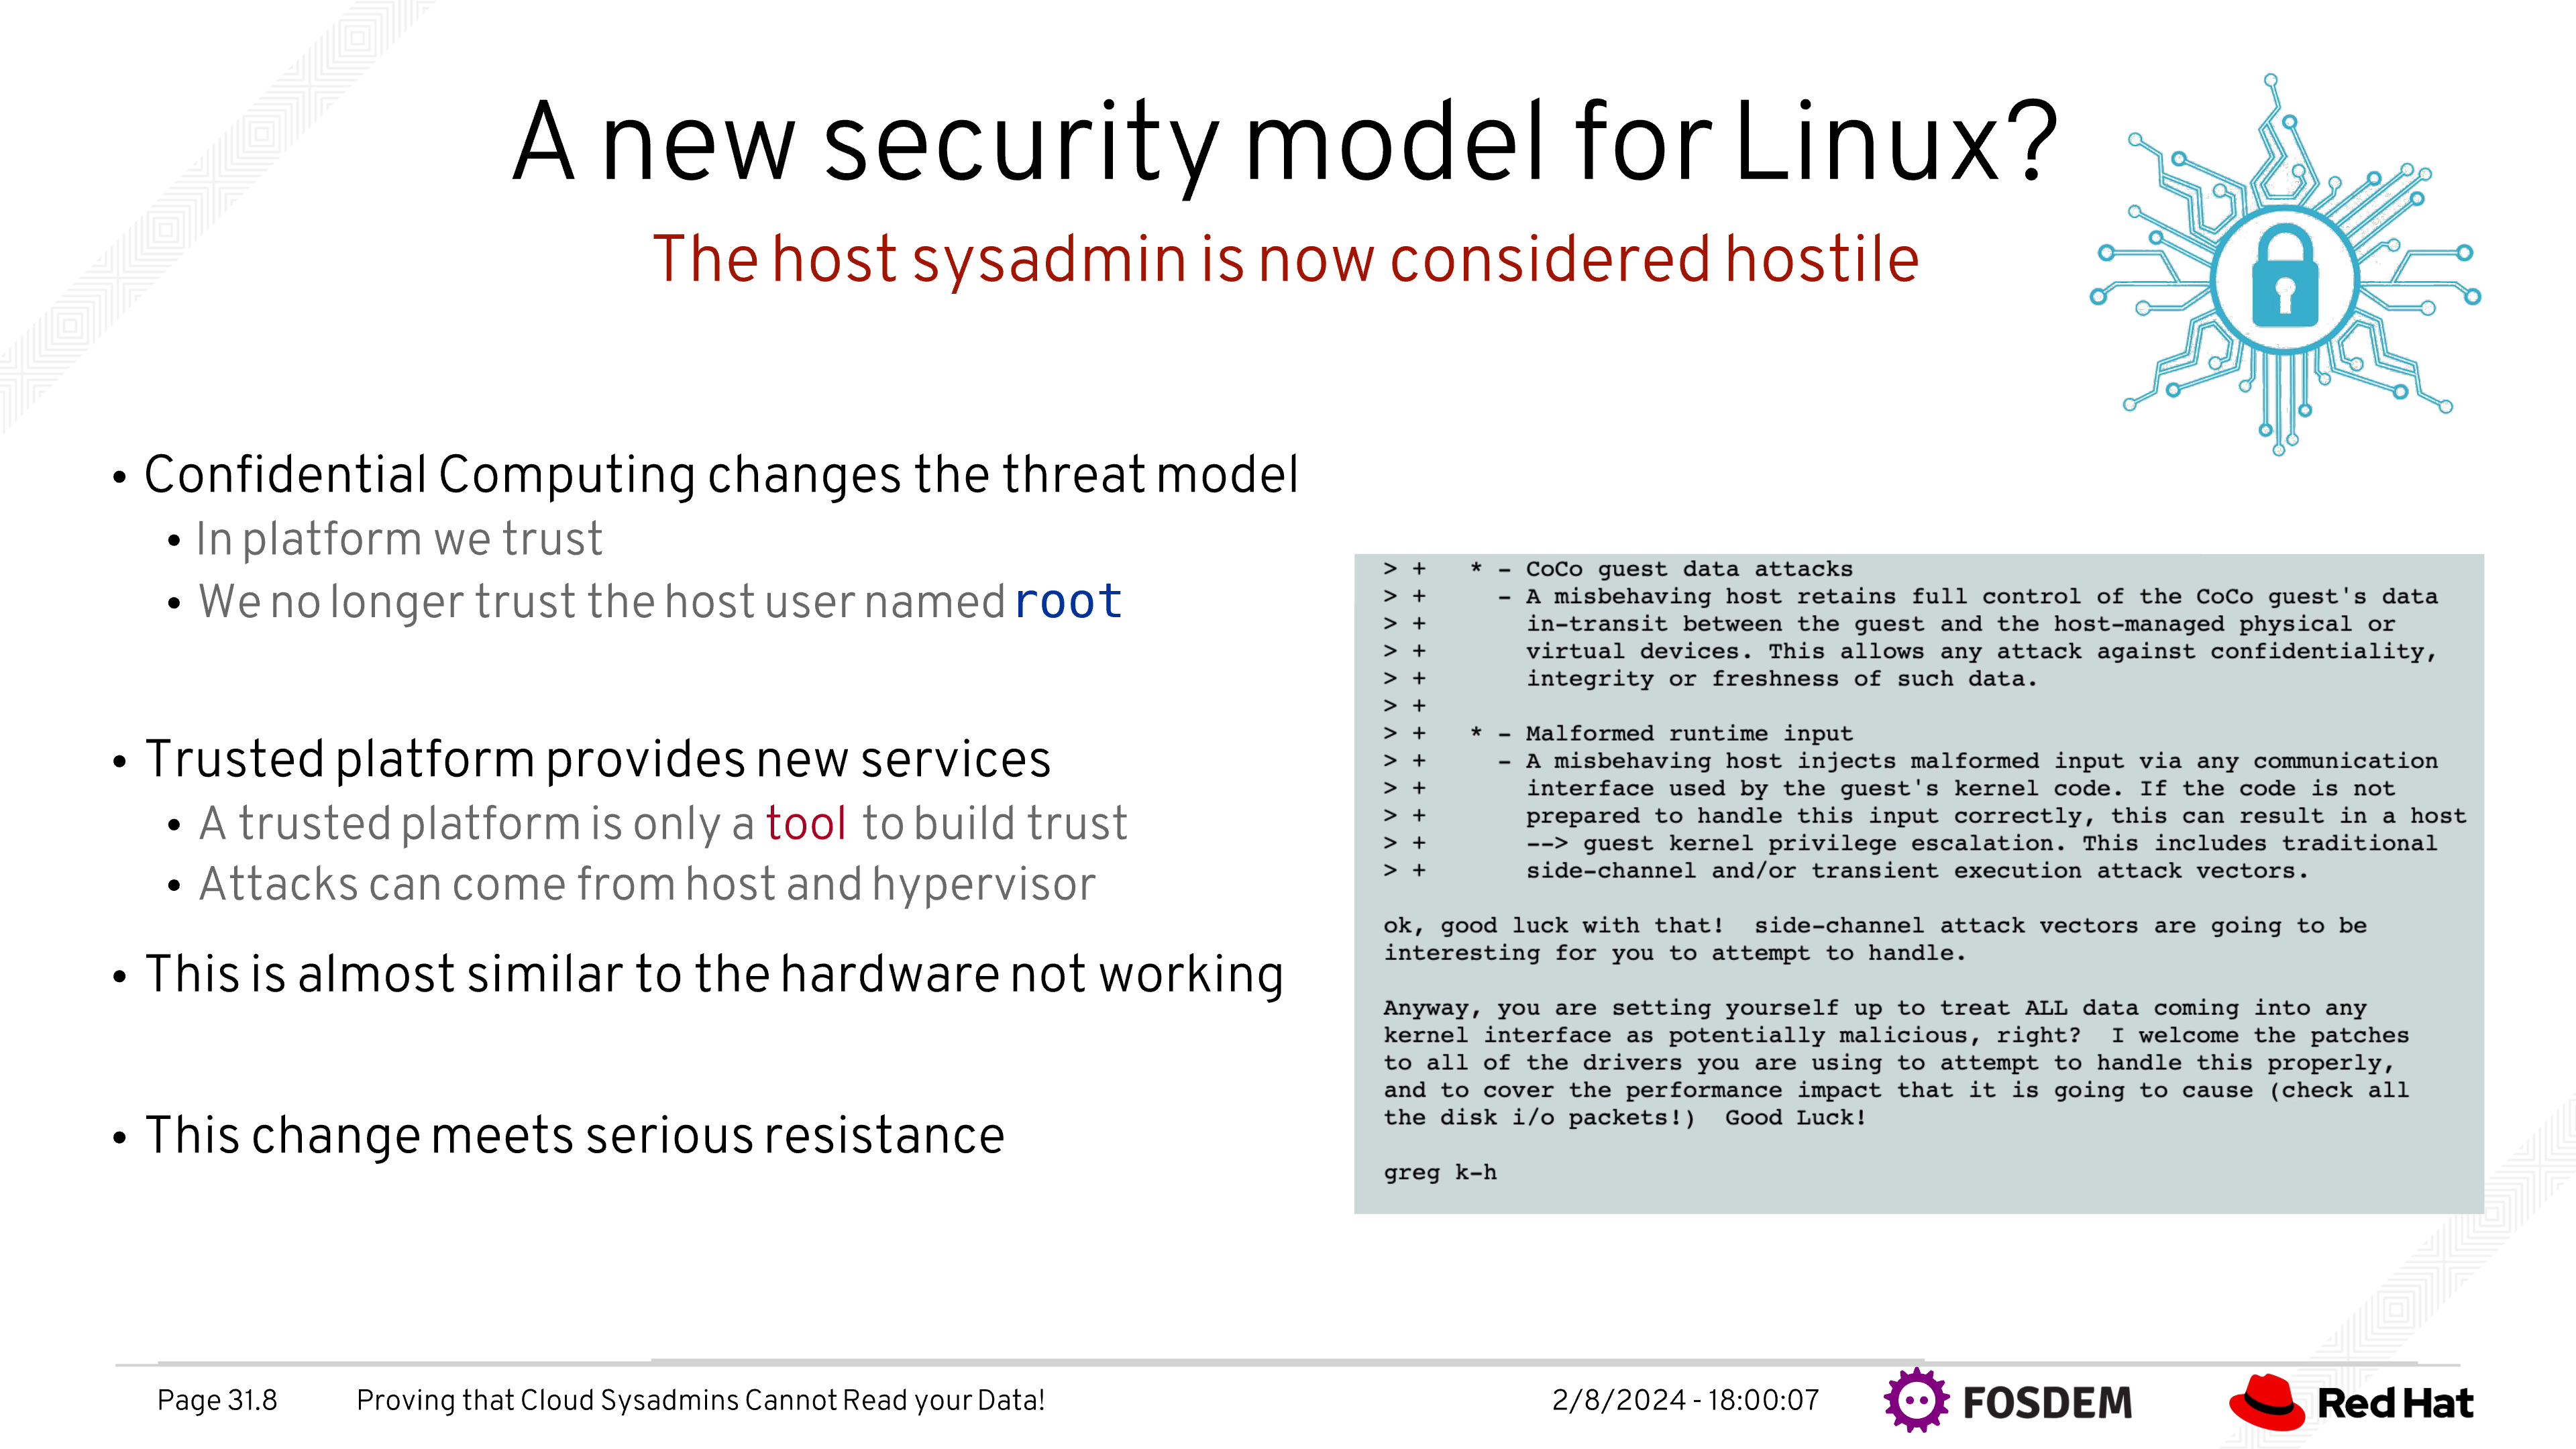 A new security model for Linux?
The host sysadmin is now considered hostile
• Confidential Computing changes the threat model
• In platform we trust
• We no longer trust the host user named root
• Trusted platform provides new services
• A trusted platform is only a tool to build trust
• Attacks can come from host and hypervisor
• This is almost similar to the hardware not working
• This change meets serious resistance
> +   * - CoCo guest data attacks
> +     - A misbehaving host retains full control of the CoCo guest's data
> +       in-transit between the guest and the host-managed physical or
> +       virtual devices. This allows any attack against confidentiality,
> +       integrity or freshness of such data.
> +
> +   * - Malformed runtime input
> +     - A misbehaving host injects malformed input via any communication
> +       interface used by the guest's kernel code. If the code is not
> +       prepared to handle this input correctly, this can result in a host
> +       --> guest kernel privilege escalation. This includes traditional
> +       side-channel and/or transient execution attack vectors.
ok, good luck with that!  side-channel attack vectors are going to be
interesting for you to attempt to handle.
Anyway, you are setting yourself up to treat ALL data coming into any
kernel interface as potentially malicious, right?  I welcome the patches
to all of the drivers you are using to attempt to handle this properly,
and to cover the performance impact that it is going to cause (check all
the disk i/o packets!)  Good Luck!
greg k-h
Page 31.8 Proving that Cloud Sysadmins Cannot Read your Data! 2/8/2024 - 18:00:07 FOSDEM Red Hat